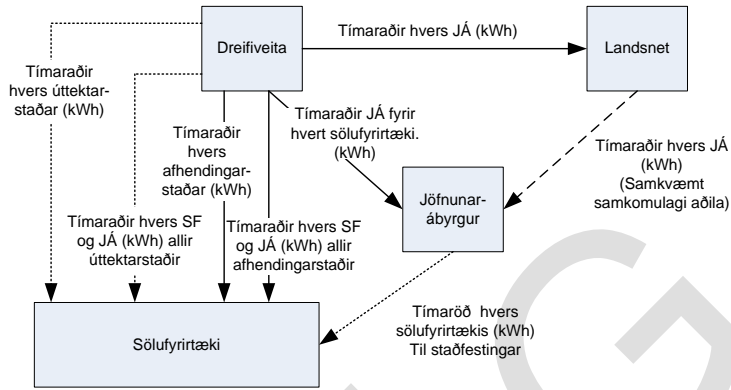 Tímaraðir
hvers úttektar-
staðar (kWh)
Dreifiveita
Tímaraðir hvers JÁ (kWh)
Landsnet
Tímaraðir
hvers
afhendingar-
staðar (kWh)
Tímaraðir JÁ fyrir
hvert sölufyrirtæki.
(kWh)
Tímaraðir hvers JÁ
(kWh)
(Samkvæmt
samkomulagi aðila)
Jöfnunar-
ábyrgur
Tímaraðir hvers SF
og JÁ (kWh) allir
úttektarstaðir
Tímaraðir hvers SF
og JÁ (kWh) allir
afhendingarstaðir
Sölufyrirtæki
Tímaröð hvers
sölufyrirtækis (kWh)
Til staðfestingar